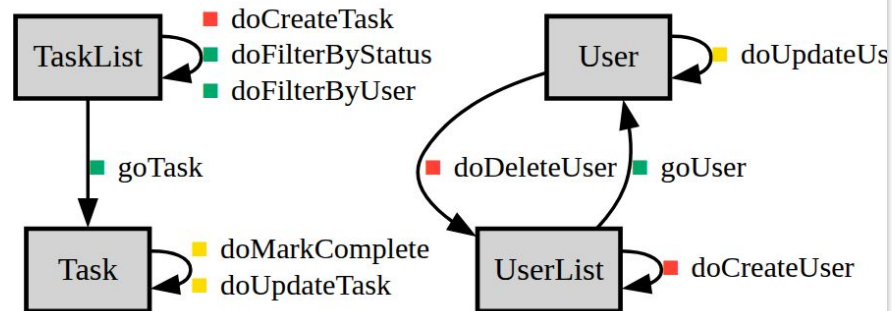 doCreateTask
TaskList
doFilterByStatus
doFilterByUser
User
doUpdateUs
goTask
doDeleteUser
goUser
Task
doMarkComplete
doUpdateTask
UserList
doCreateUser